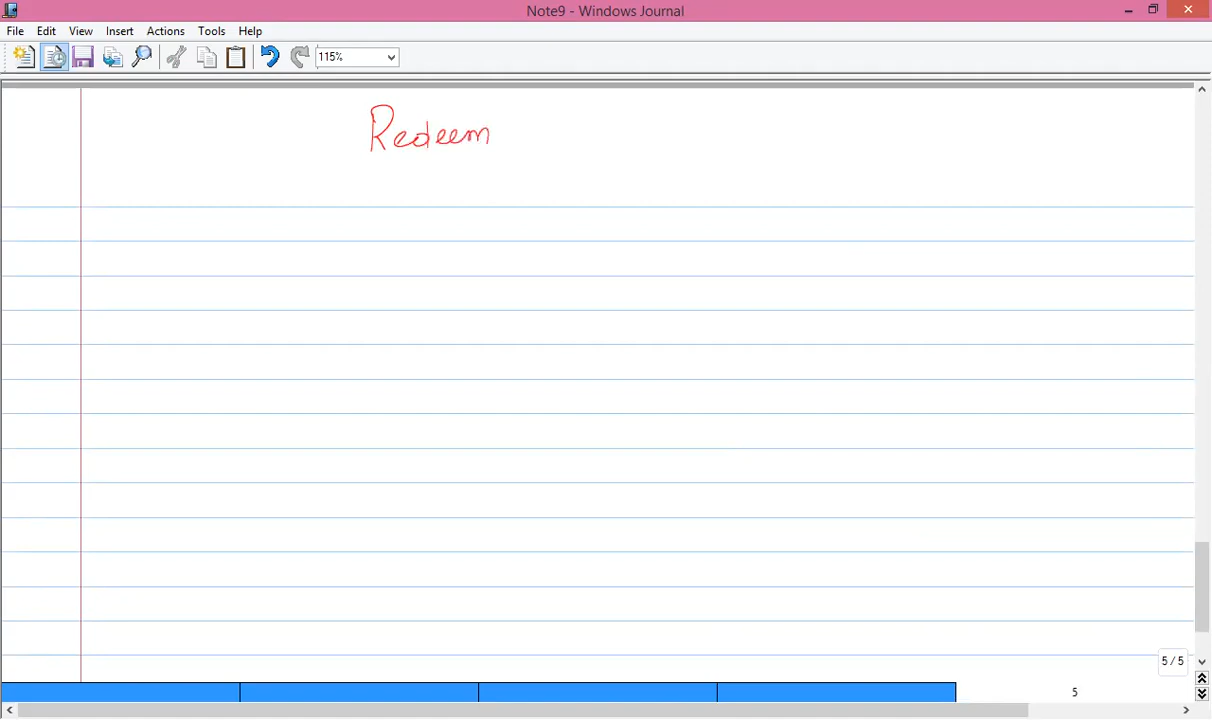 Note9 - Windows Journal
File Edit View Insert Actions Tools Help
115%
Redeem
5 / 5
5